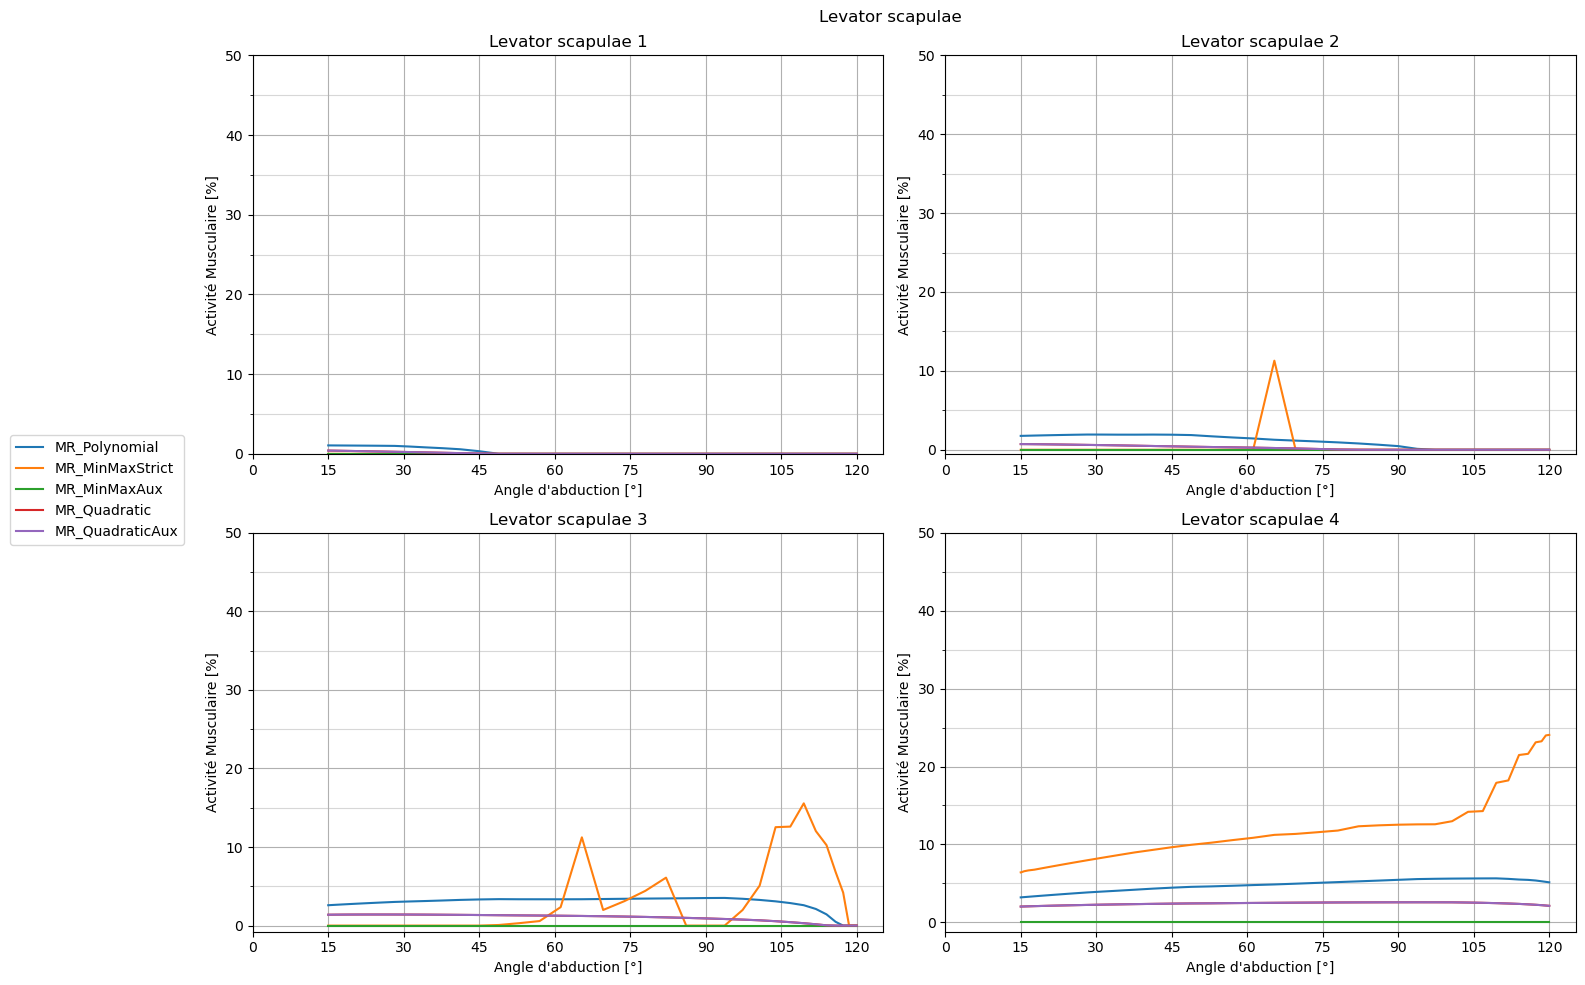 Levator scapulae
Levator scapulae 1
50
40
30
20
10
0
Activité Musculaire [%]
0 15 30 45 60 75 90 105 120
Angle d'abduction [°]
Levator scapulae 2
50
40
30
20
10
0
Activité Musculaire [%]
0 15 30 45 60 75 90 105 120
Angle d'abduction [°]
MR_Polynomial
MR_MinMaxStrict
MR_MinMaxAux
MR_Quadratic
MR_QuadraticAux
Levator scapulae 3
50
40
30
20
10
0
Activité Musculaire [%]
0 15 30 45 60 75 90 105 120
Angle d'abduction [°]
Levator scapulae 4
50
40
30
20
10
0
Activité Musculaire [%]
0 15 30 45 60 75 90 105 120
Angle d'abduction [°]